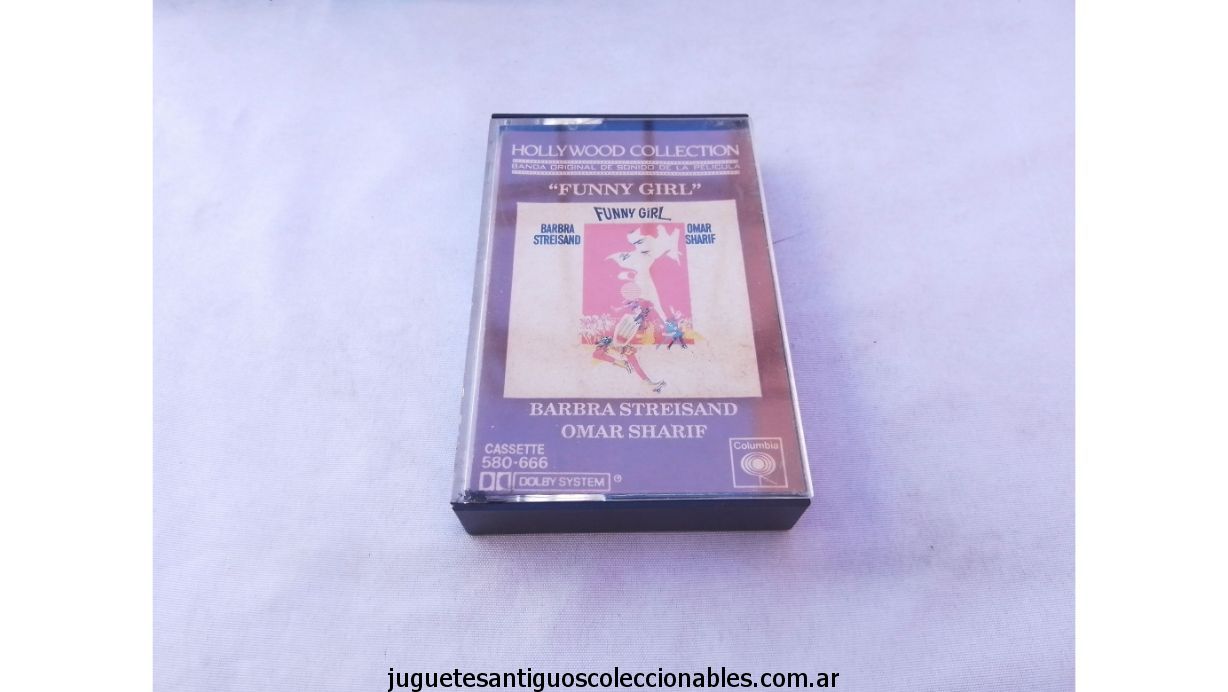 HOLLYWOOD COLLECTION
BANDA ORIGINAL DE SONIDO DE LA PELICULA
“FUNNY GIRL”
FUNNY GIRL
BARBRA STREISAND
OMAR SHARIF
BARBRA STREISAND
OMAR SHARIF
CASSETTE
580-666
DOLBY SYSTEM ®
Columbia
juguetesantiguoscoleccionables.com.ar